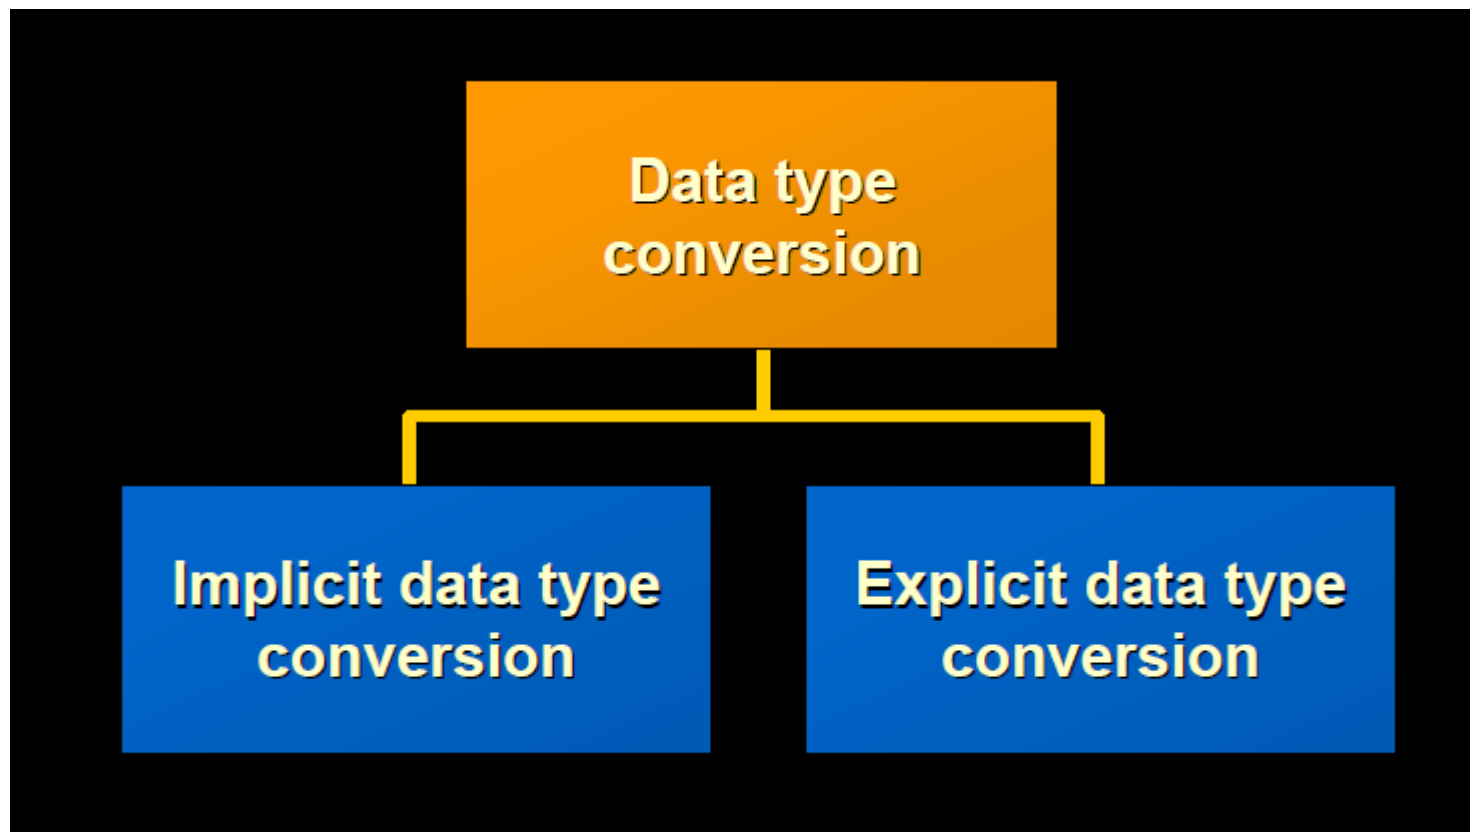 Data type
conversion
Implicit data type
conversion
Explicit data type
conversion